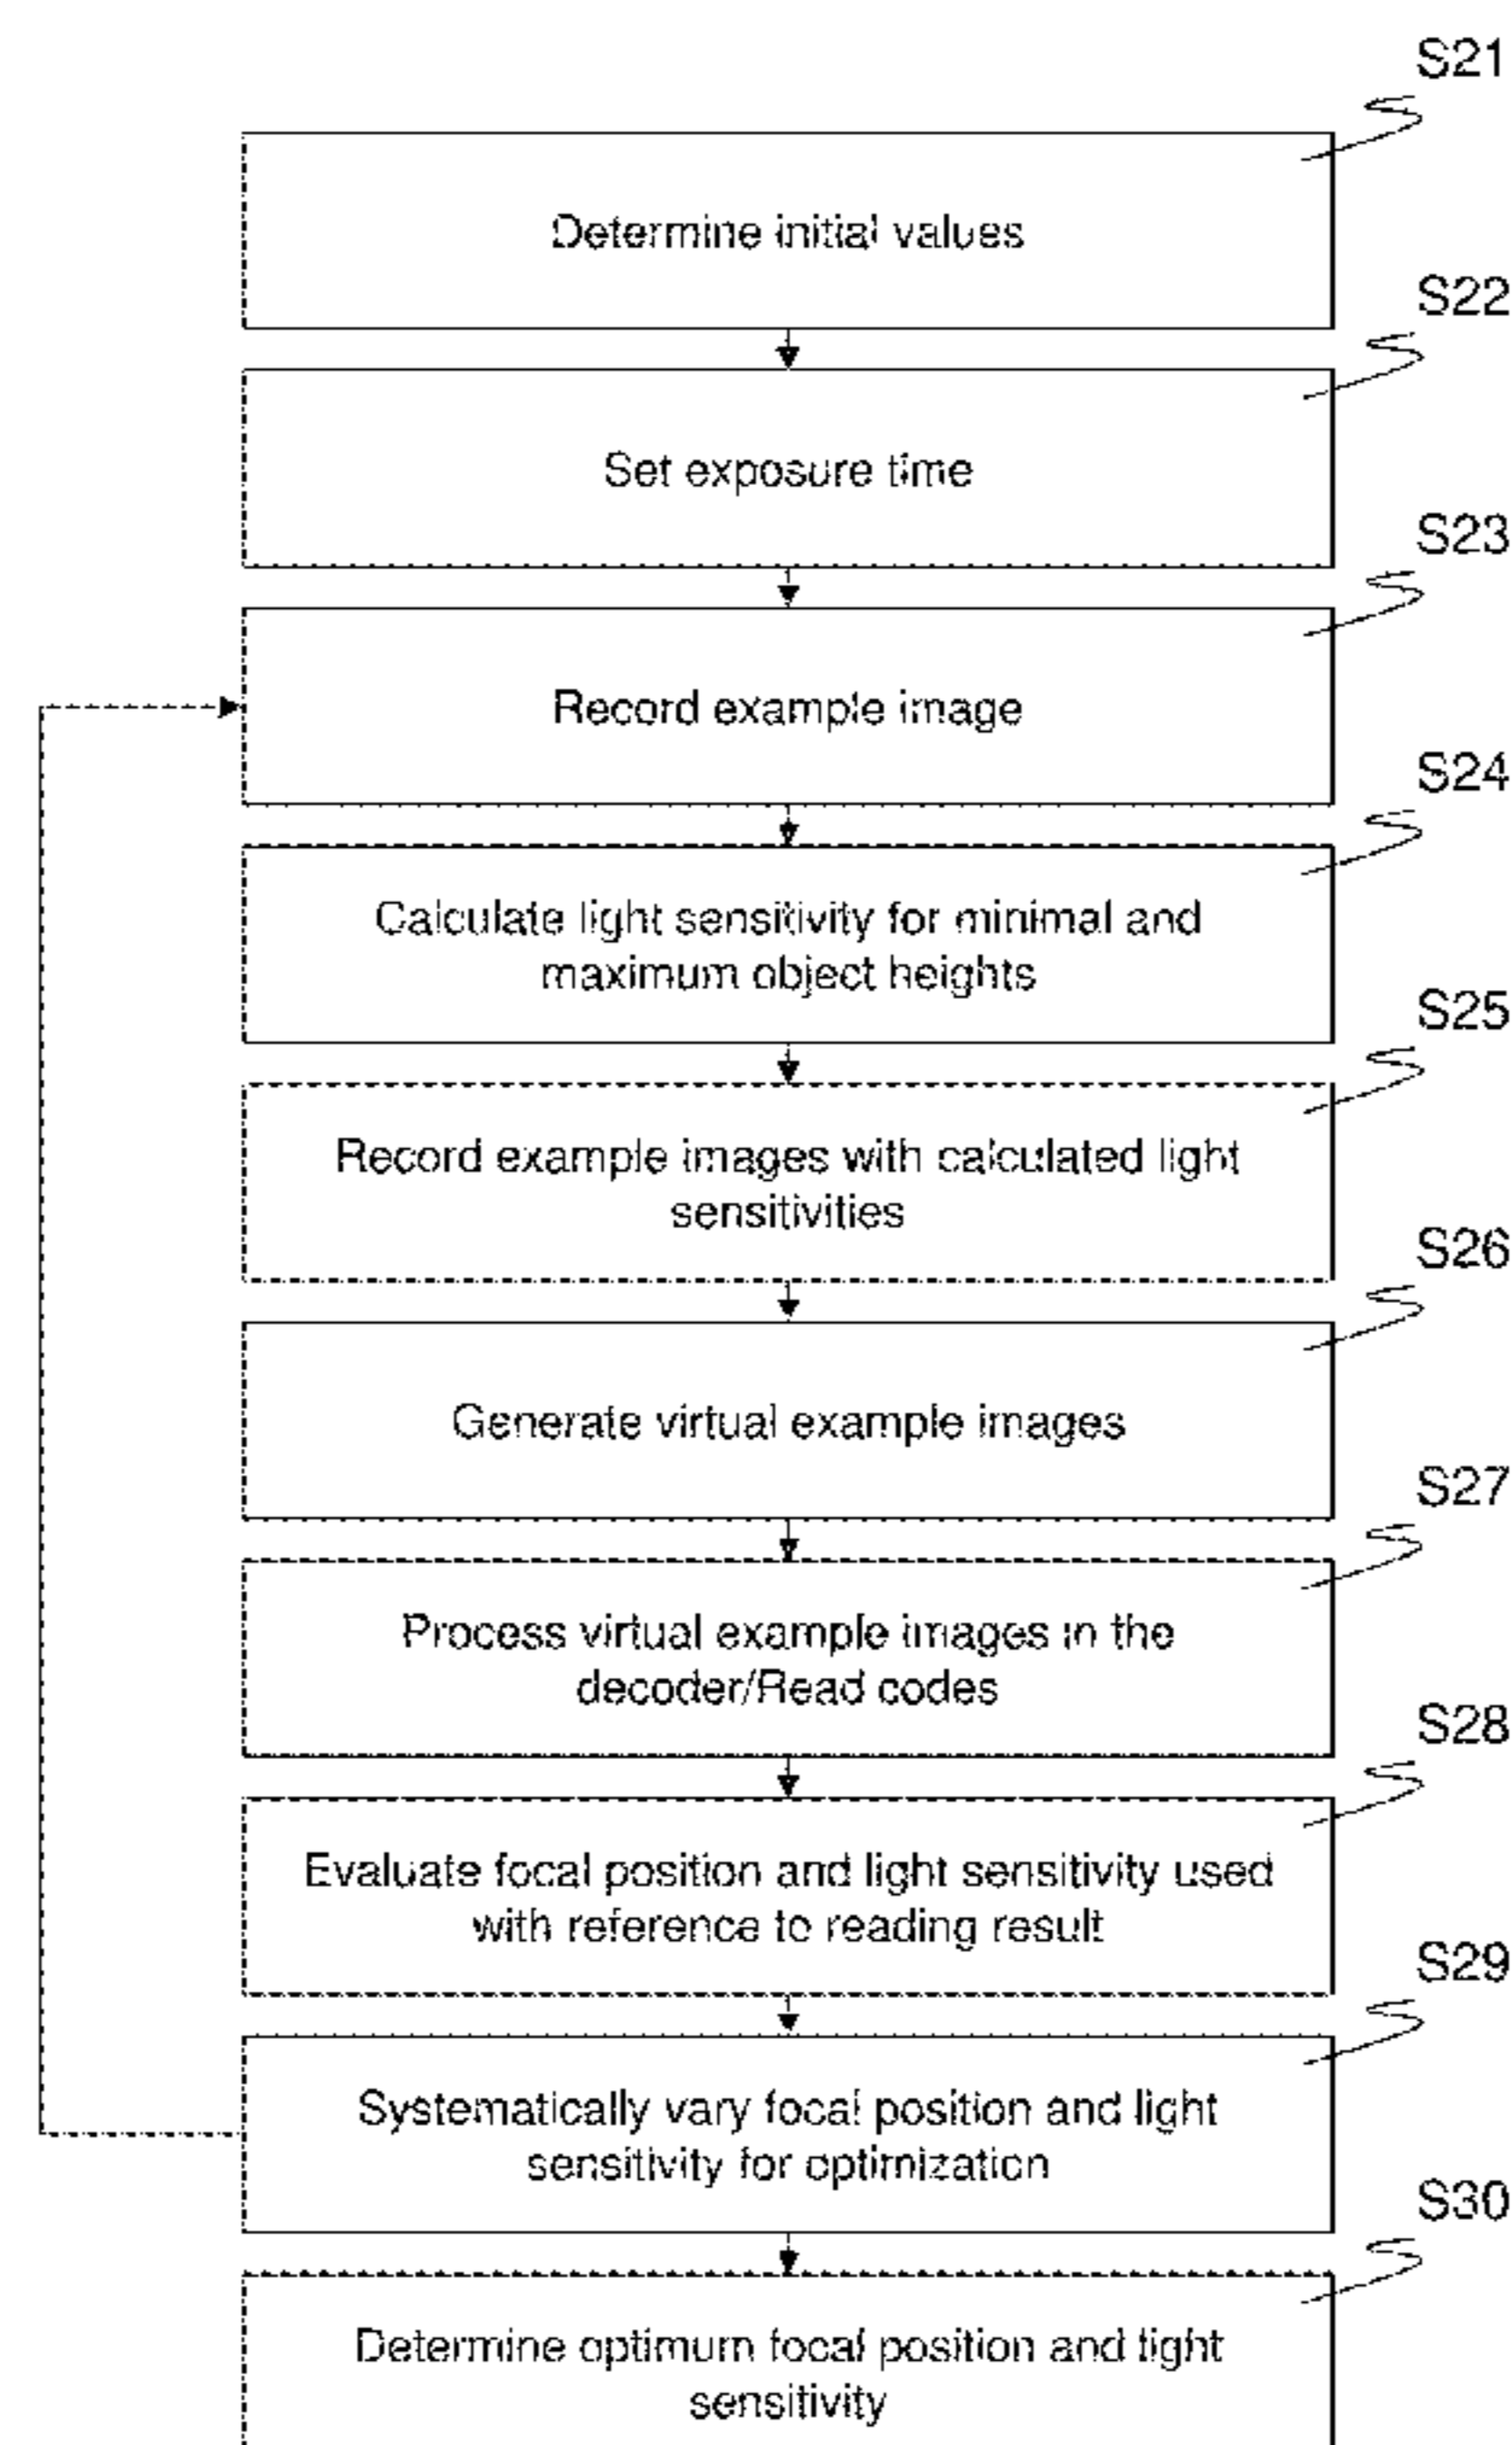 S21
Determine initial values
S22
Set exposure time
S23
Record example image
S24
Calculate light sensitivity for minimal and
maximum object heights
S25
Record example images with calculated light
sensitivities
S26
Generate virtual example images
S27
Process virtual example images in the
decoder/Read codes
S28
Evaluate focal position and light sensitivity used
with reference to reading result
S29
Systematically vary focal position and light
sensitivity for optimization
S30
Determine optimum focal position and light
sensitivity